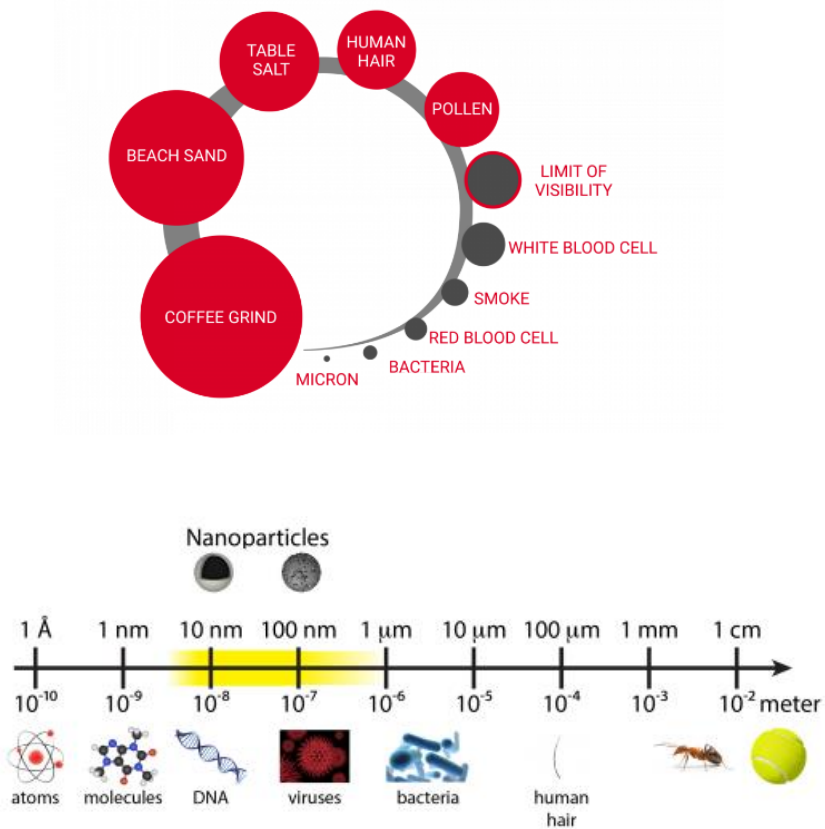 TABLE
SALT
HUMAN
HAIR
POLLEN
BEACH SAND
LIMIT OF
VISIBILITY
WHITE BLOOD CELL
SMOKE
COFFEE GRIND
RED BLOOD CELL
BACTERIA
MICRON
Nanoparticles
1 Å 1 nm 10 nm 100 nm 1 μm 10 μm 100 μm 1 mm 1 cm
10⁻¹⁰ 10⁻⁹ 10⁻⁸ 10⁻⁷ 10⁻⁶ 10⁻⁵ 10⁻⁴ 10⁻³ 10⁻² meter
atoms molecules DNA viruses bacteria human
hair